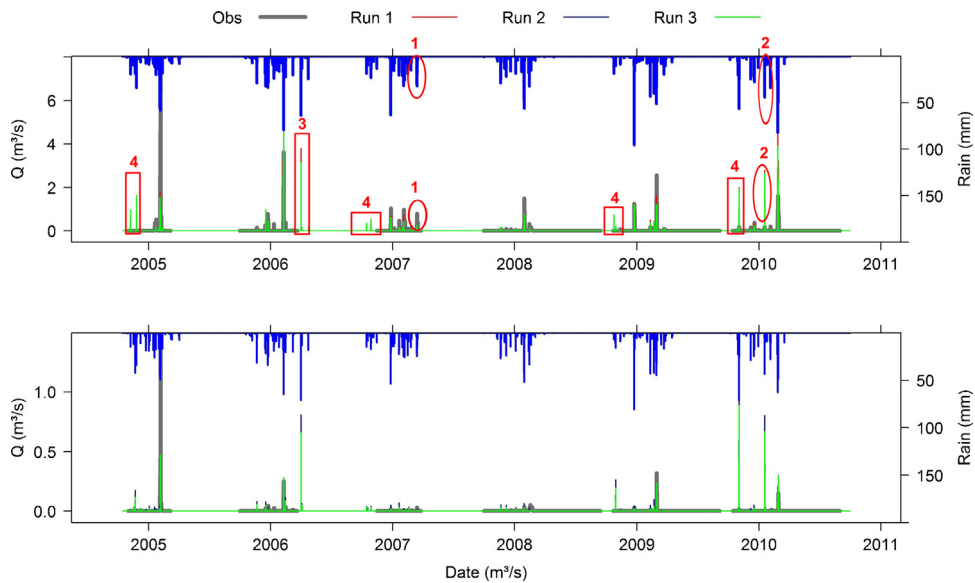 Obs Run 1 Run 2 Run 3
1 2
6 50
3
4 100
4 4 2
2 150
4 4 1
0
Q (m³/s)
Rain (mm)
2005 2006 2007 2008 2009 2010 2011
1.0 50
0.5 100
150
0.0
Q (m³/s)
Rain (mm)
2005 2006 2007 2008 2009 2010 2011
Date (m³/s)